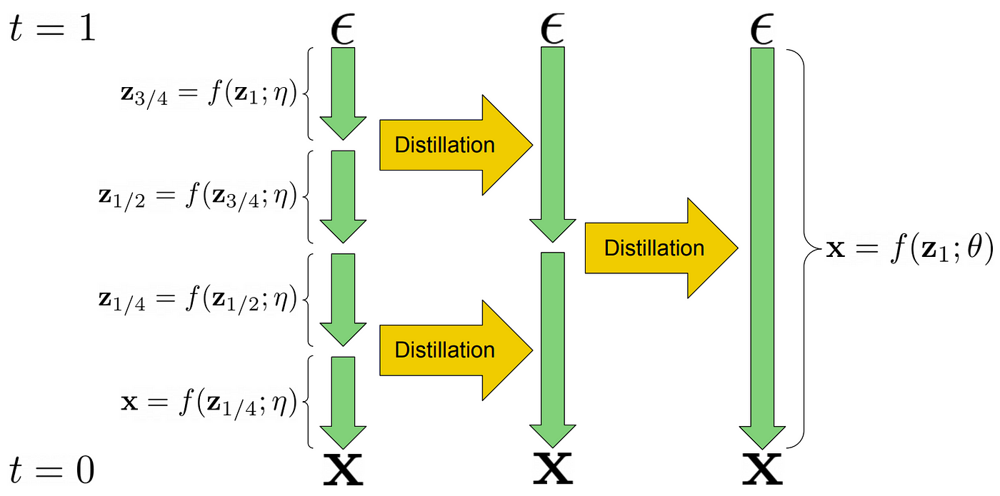 t = 1
ϵ
ϵ
ϵ
z_{3/4} = f(z_1; η)
Distillation
z_{1/2} = f(z_{3/4}; η)
Distillation
x = f(z_1; θ)
z_{1/4} = f(z_{1/2}; η)
Distillation
x = f(z_{1/4}; η)
t = 0
x
x
x